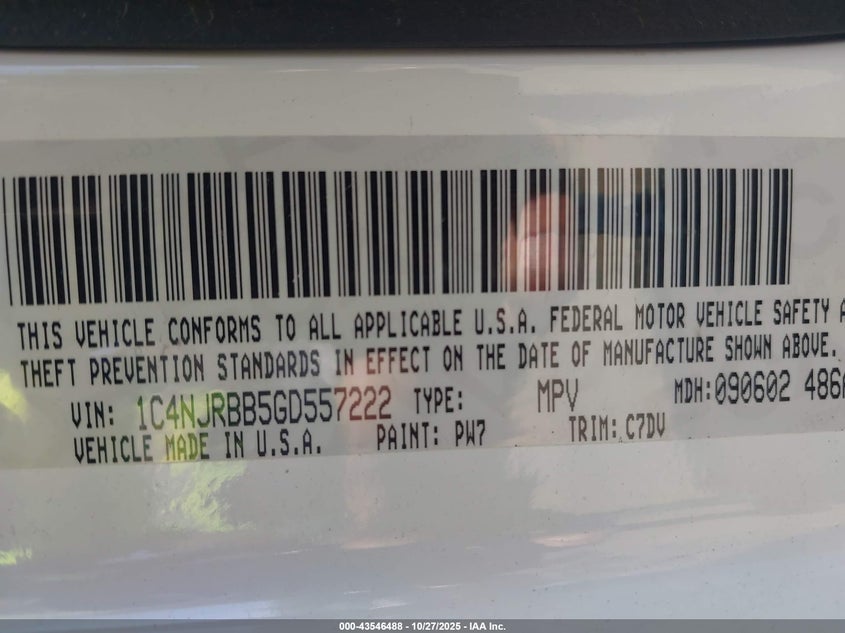 THIS VEHICLE CONFORMS TO ALL APPLICABLE U.S.A. FEDERAL MOTOR VEHICLE SAFETY
THEFT PREVENTION STANDARDS IN EFFECT ON THE DATE OF MANUFACTURE SHOWN ABOVE.
VIN: 1C4NJRBB5GD557222 TYPE: MPV MDH:090602 486
VEHICLE MADE IN U.S.A. PAINT: PW7 TRIM: C7DV
000-43546488 - 10/27/2025 - IAA Inc.